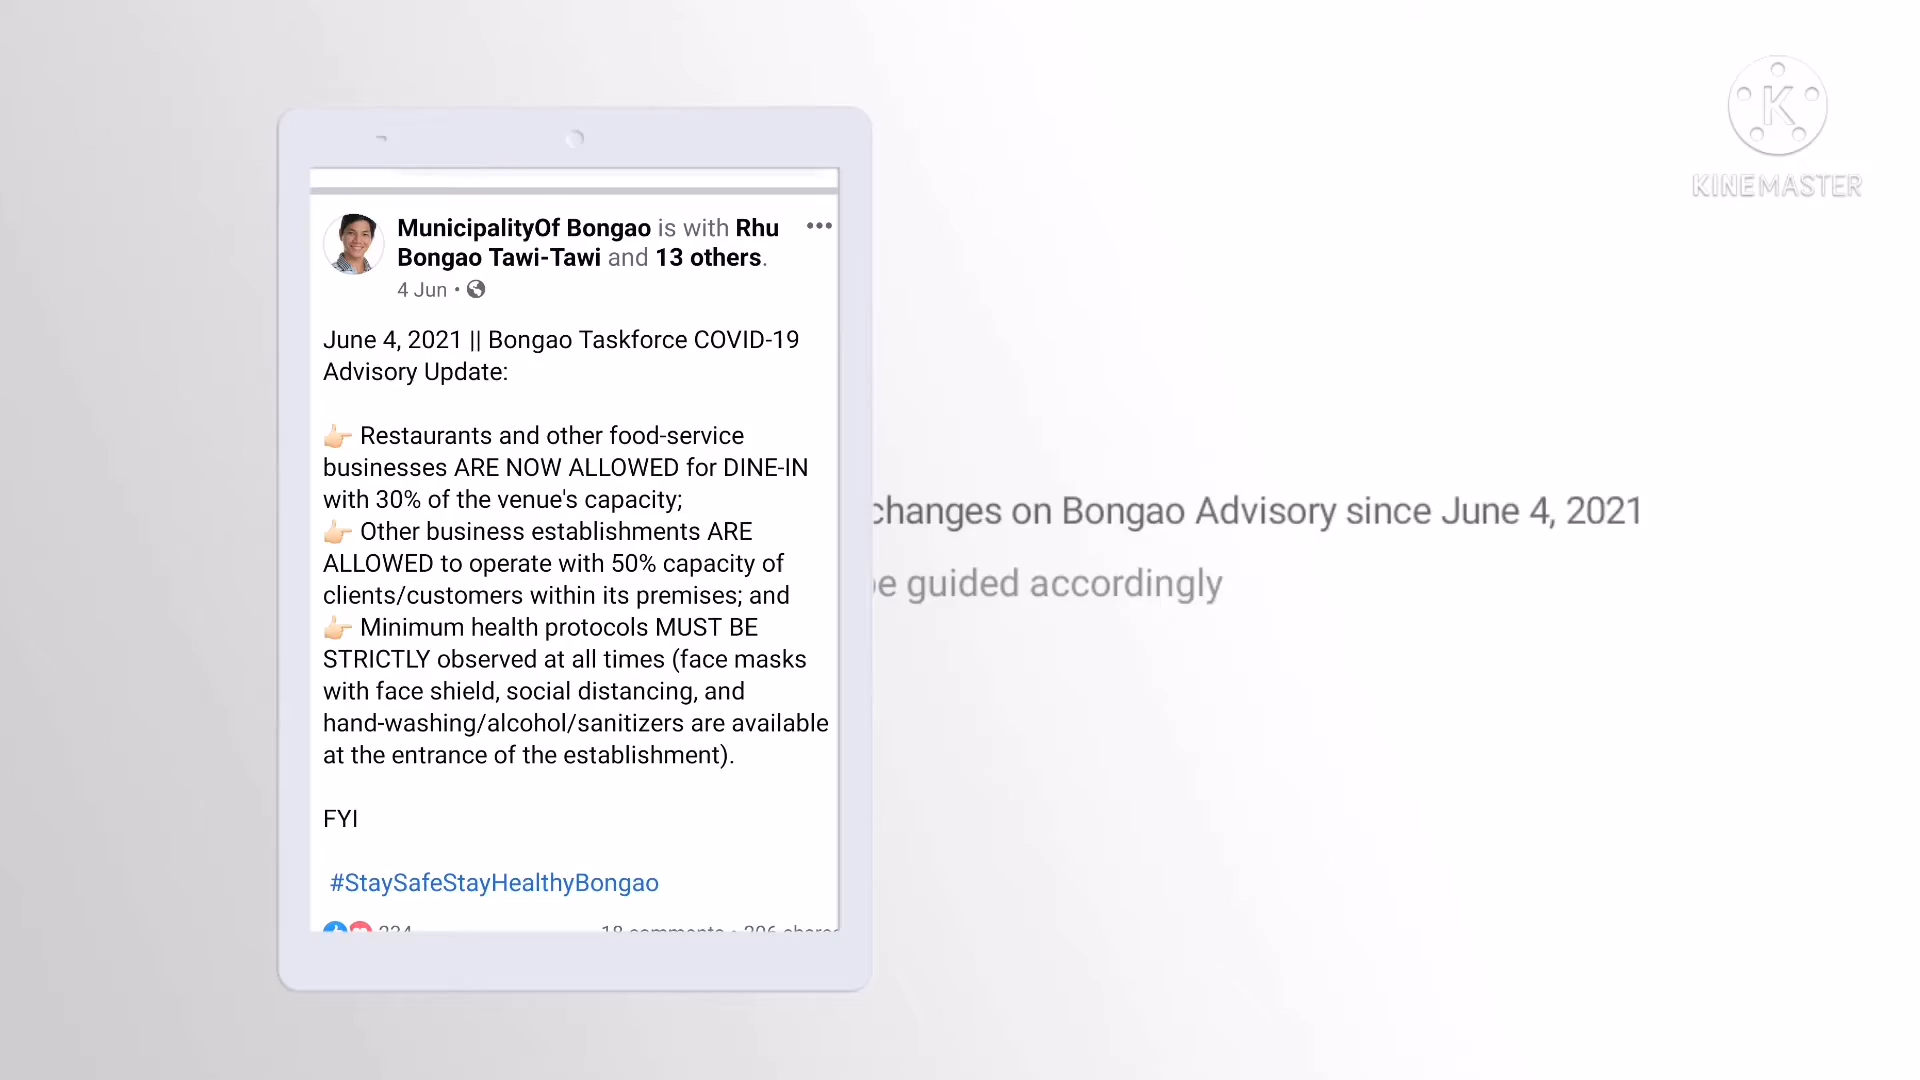 MunicipalityOf Bongao is with Rhu
Bongao Tawi-Tawi and 13 others.
4 Jun •
June 4, 2021 || Bongao Taskforce COVID-19
Advisory Update:
👉🏻 Restaurants and other food-service
businesses ARE NOW ALLOWED for DINE-IN
with 30% of the venue's capacity;
👉🏻 Other business establishments ARE
ALLOWED to operate with 50% capacity of
clients/customers within its premises; and
👉🏻 Minimum health protocols MUST BE
STRICTLY observed at all times (face masks
with face shield, social distancing, and
hand-washing/alcohol/sanitizers are available
at the entrance of the establishment).
FYI
#StaySafeStayHealthyBongao
changes on Bongao Advisory since June 4, 2021
be guided accordingly
K
KINEMASTER